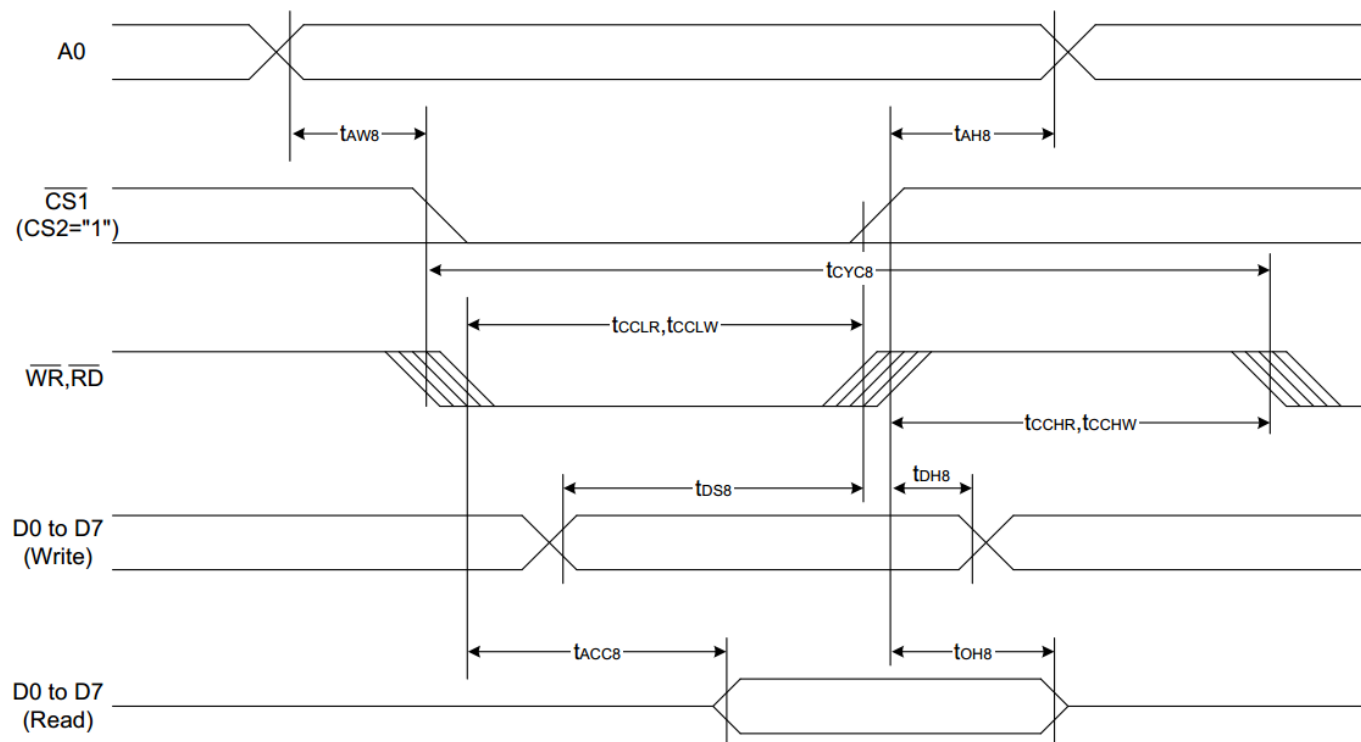 A0
tAW8
tAH8
CS1
(CS2="1")
tCYC8
tCCLR,tCCLW
WR,RD
tCCHR,tCCHW
tDS8
tDH8
D0 to D7
(Write)
tACC8
tOH8
D0 to D7
(Read)